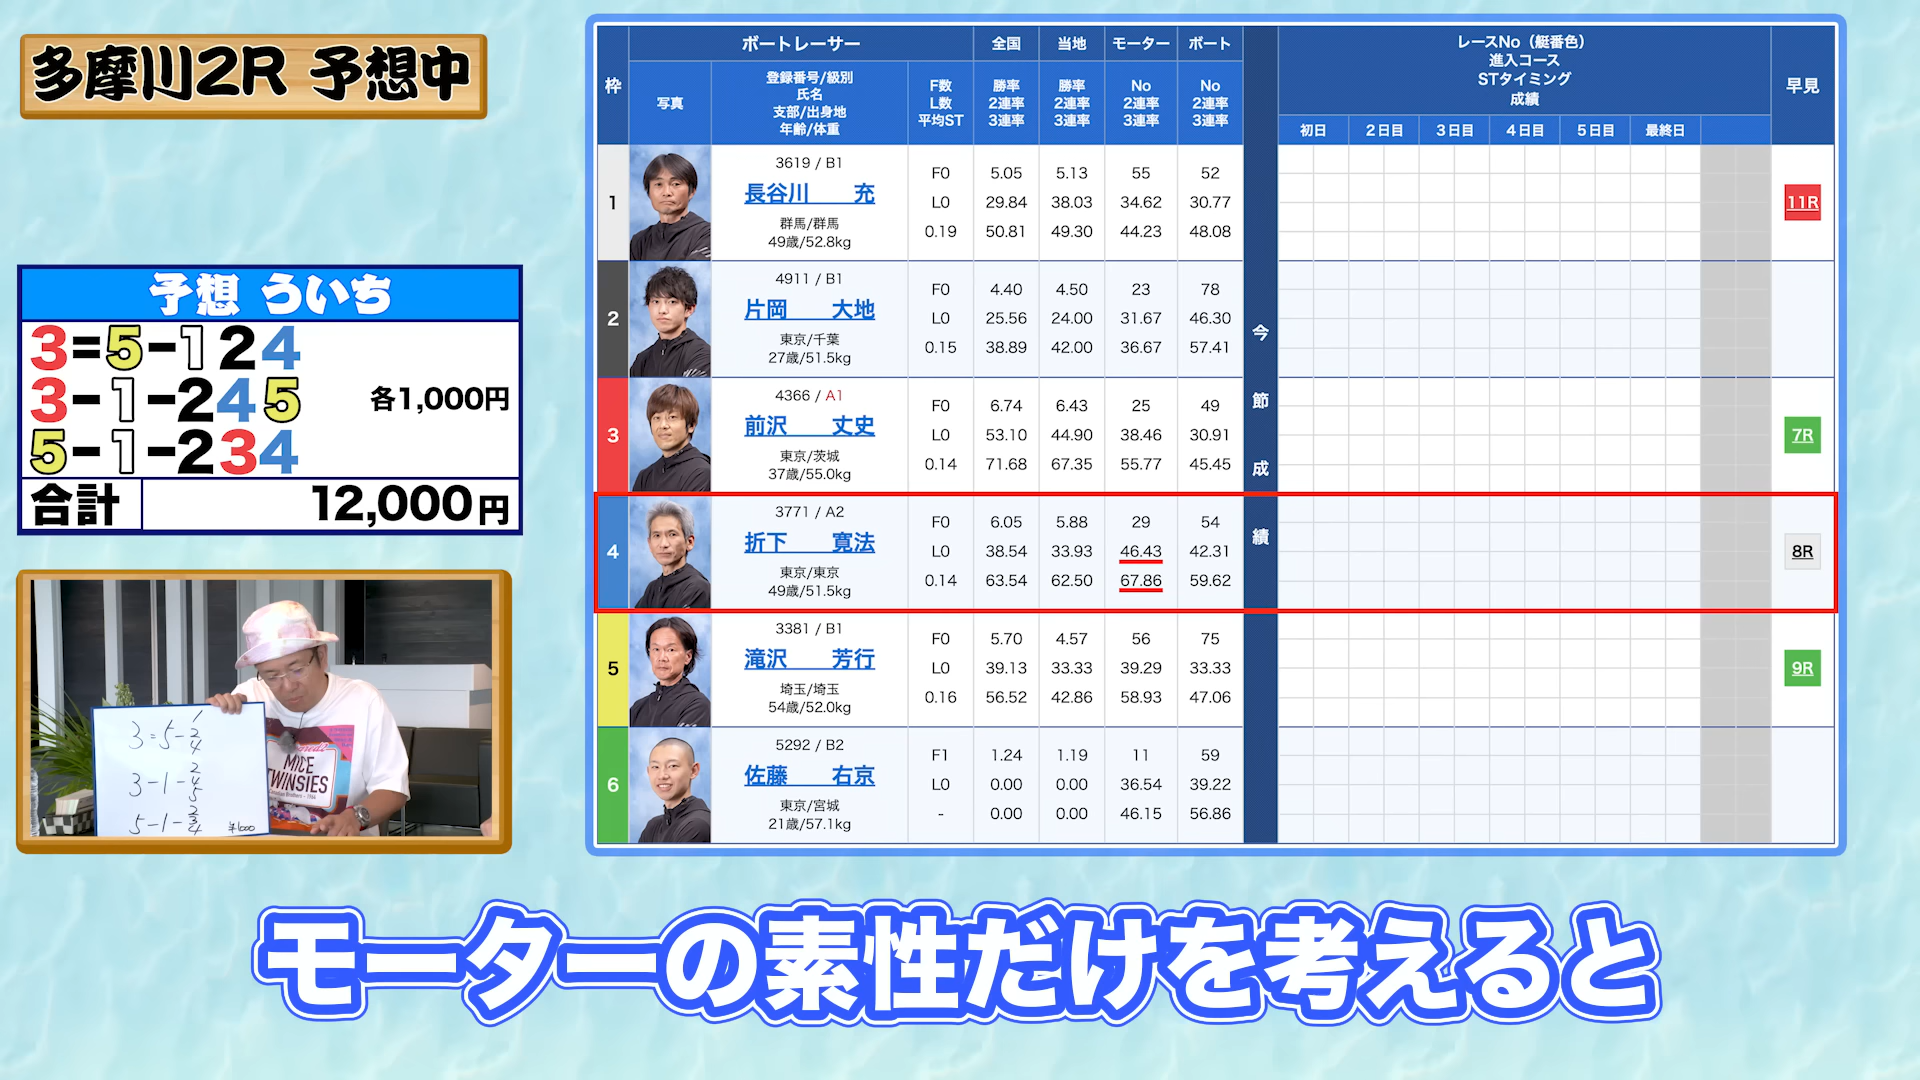 多摩川2R 予想中
予想 ういち
3=5-124
3-1-245
各1,000円
5-1-234
合計 12,000円
3=5-1 2 4
3-1-2 4 5
5-1-2 3 4
¥1000
MICE
TWINSIES
枠 ボートレーサー 全国 当地 モーター ボート レースNo（艇番色） 早見
進入コース
STタイミング
成績
写真 登録番号/級別 氏名 支部/出身地 年齢/体重 F数 L数 平均ST 勝率 2連率 3連率 勝率 2連率 3連率 No 2連率 3連率 No 2連率 3連率
初日 2日目 3日目 4日目 5日目 最終日
今節成績
1 3619 / B1 F0 5.05 5.13 55 52
長谷川 充 L0 29.84 38.03 34.62 30.77 11R
群馬/群馬
49歳/52.8kg 0.19 50.81 49.30 44.23 48.08
2 4911 / B1 F0 4.40 4.50 23 78
片岡 大地 L0 25.56 24.00 31.67 46.30
東京/千葉
27歳/51.5kg 0.15 38.89 42.00 36.67 57.41
3 4366 / A1 F0 6.74 6.43 25 49
前沢 丈史 L0 53.10 44.90 38.46 30.91 7R
東京/茨城
37歳/55.0kg 0.14 71.68 67.35 55.77 45.45
4 3771 / A2 F0 6.05 5.88 29 54
折下 寛法 L0 38.54 33.93 46.43 42.31 8R
東京/東京
49歳/51.5kg 0.14 63.54 62.50 67.86 59.62
5 3381 / B1 F0 5.70 4.57 56 75
滝沢 芳行 L0 39.13 33.33 39.29 33.33 9R
埼玉/埼玉
54歳/52.0kg 0.16 56.52 42.86 58.93 47.06
6 5292 / B2 F1 1.24 1.19 11 59
佐藤 右京 L0 0.00 0.00 36.54 39.22
東京/宮城
21歳/57.1kg - 0.00 0.00 46.15 56.86
モーターの素性だけを考えると